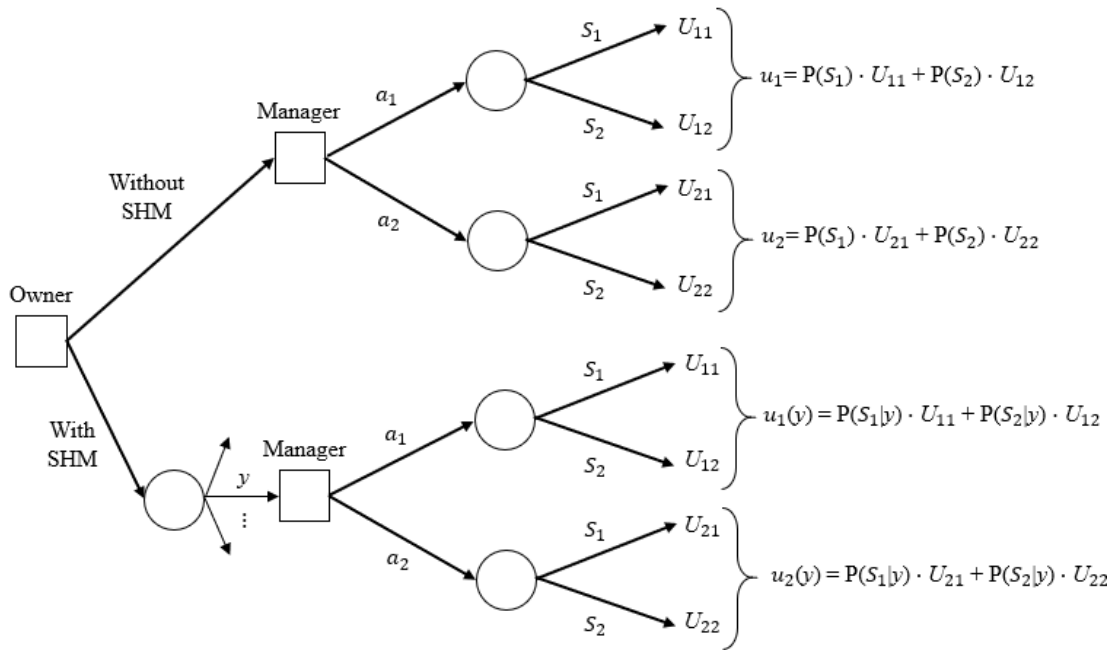 S₁
U₁₁
a₁
u₁= P(S₁) · U₁₁ + P(S₂) · U₁₂
Manager
S₂
U₁₂
Without
SHM
S₁
U₂₁
a₂
u₂= P(S₁) · U₂₁ + P(S₂) · U₂₂
S₂
U₂₂
Owner
S₁
U₁₁
a₁
u₁(y) = P(S₁|y) · U₁₁ + P(S₂|y) · U₁₂
With
SHM
Manager
S₂
U₁₂
y
⋮
S₁
U₂₁
a₂
u₂(y) = P(S₁|y) · U₂₁ + P(S₂|y) · U₂₂
S₂
U₂₂